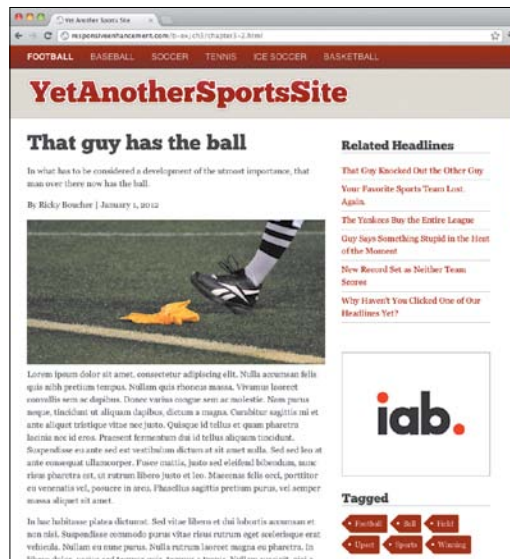 Yet Another Sports Site
responsiveenhancement.com/
FOOTBALL BASEBALL SOCCER TENNIS ICE SOCCER BASKETBALL
YetAnotherSportsSite
That guy has the ball
In what has to be considered a development of the utmost importance, that
man over there now has the ball.
By Ricky Boucher | January 1, 2012
Lorem ipsum dolor sit amet, consectetur adipiscing elit. Nulla accumsan felis
quis nibh pretium tempus. Nullam quis rhoncus massa. Vivamus laoreet
convallis sem ac dapibus. Donec varius congue sem ac molestie. Nam purus
neque, tincidunt ut aliquam dapibus, dictum a magna. Curabitur sagittis mi et
ante aliquet tristique vitae nec justo. Quisque id tellus et quam pharetra
lacinia nec id eros. Praesent fermentum dui id tellus aliquam tincidunt.
Suspendisse eu ante sed est vestibulum dictum at sit amet nulla. Sed sed leo at
ante consequat ullamcorper. Fusce mattis, justo sed eleifend bibendum, nunc
risus pharetra est, ut rutrum libero justo et leo. Maecenas felis orci, porttitor
eu venenatis vel, posuere in arcu. Phasellus sagittis pretium purus, vel semper
massa aliquet sit amet.
In hac habitasse platea dictumst. Sed vitae libero et dui lobortis accumsan et
non nisl. Suspendisse commodo purus vitae risus rutrum eget scelerisque erat
vehicula. Nullam eu nunc purus. Nulla rutrum laoreet magna eu pharetra. In
Related Headlines
That Guy Knocked Out the Other Guy
Your Favorite Sports Team Lost.
Again.
The Yankees Buy the Entire League
Guy Says Something Stupid in the Heat
of the Moment
New Record Set as Neither Team
Scores
Why Haven't You Clicked One of Our
Headlines Yet?
iab.
Tagged
Football Ball Field
Upset Sports Winning